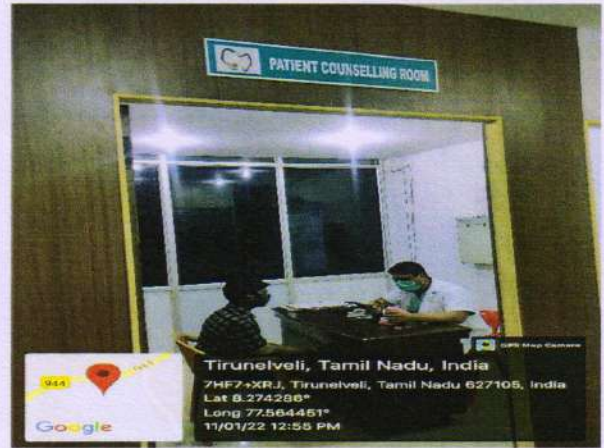 PATIENT COUNSELLING ROOM
GPS Map Camera
944
Google
Tirunelveli, Tamil Nadu, India
7HF7+XRJ, Tirunelveli, Tamil Nadu 627105, India
Lat 8.274286°
Long 77.564451°
11/01/22 12:55 PM